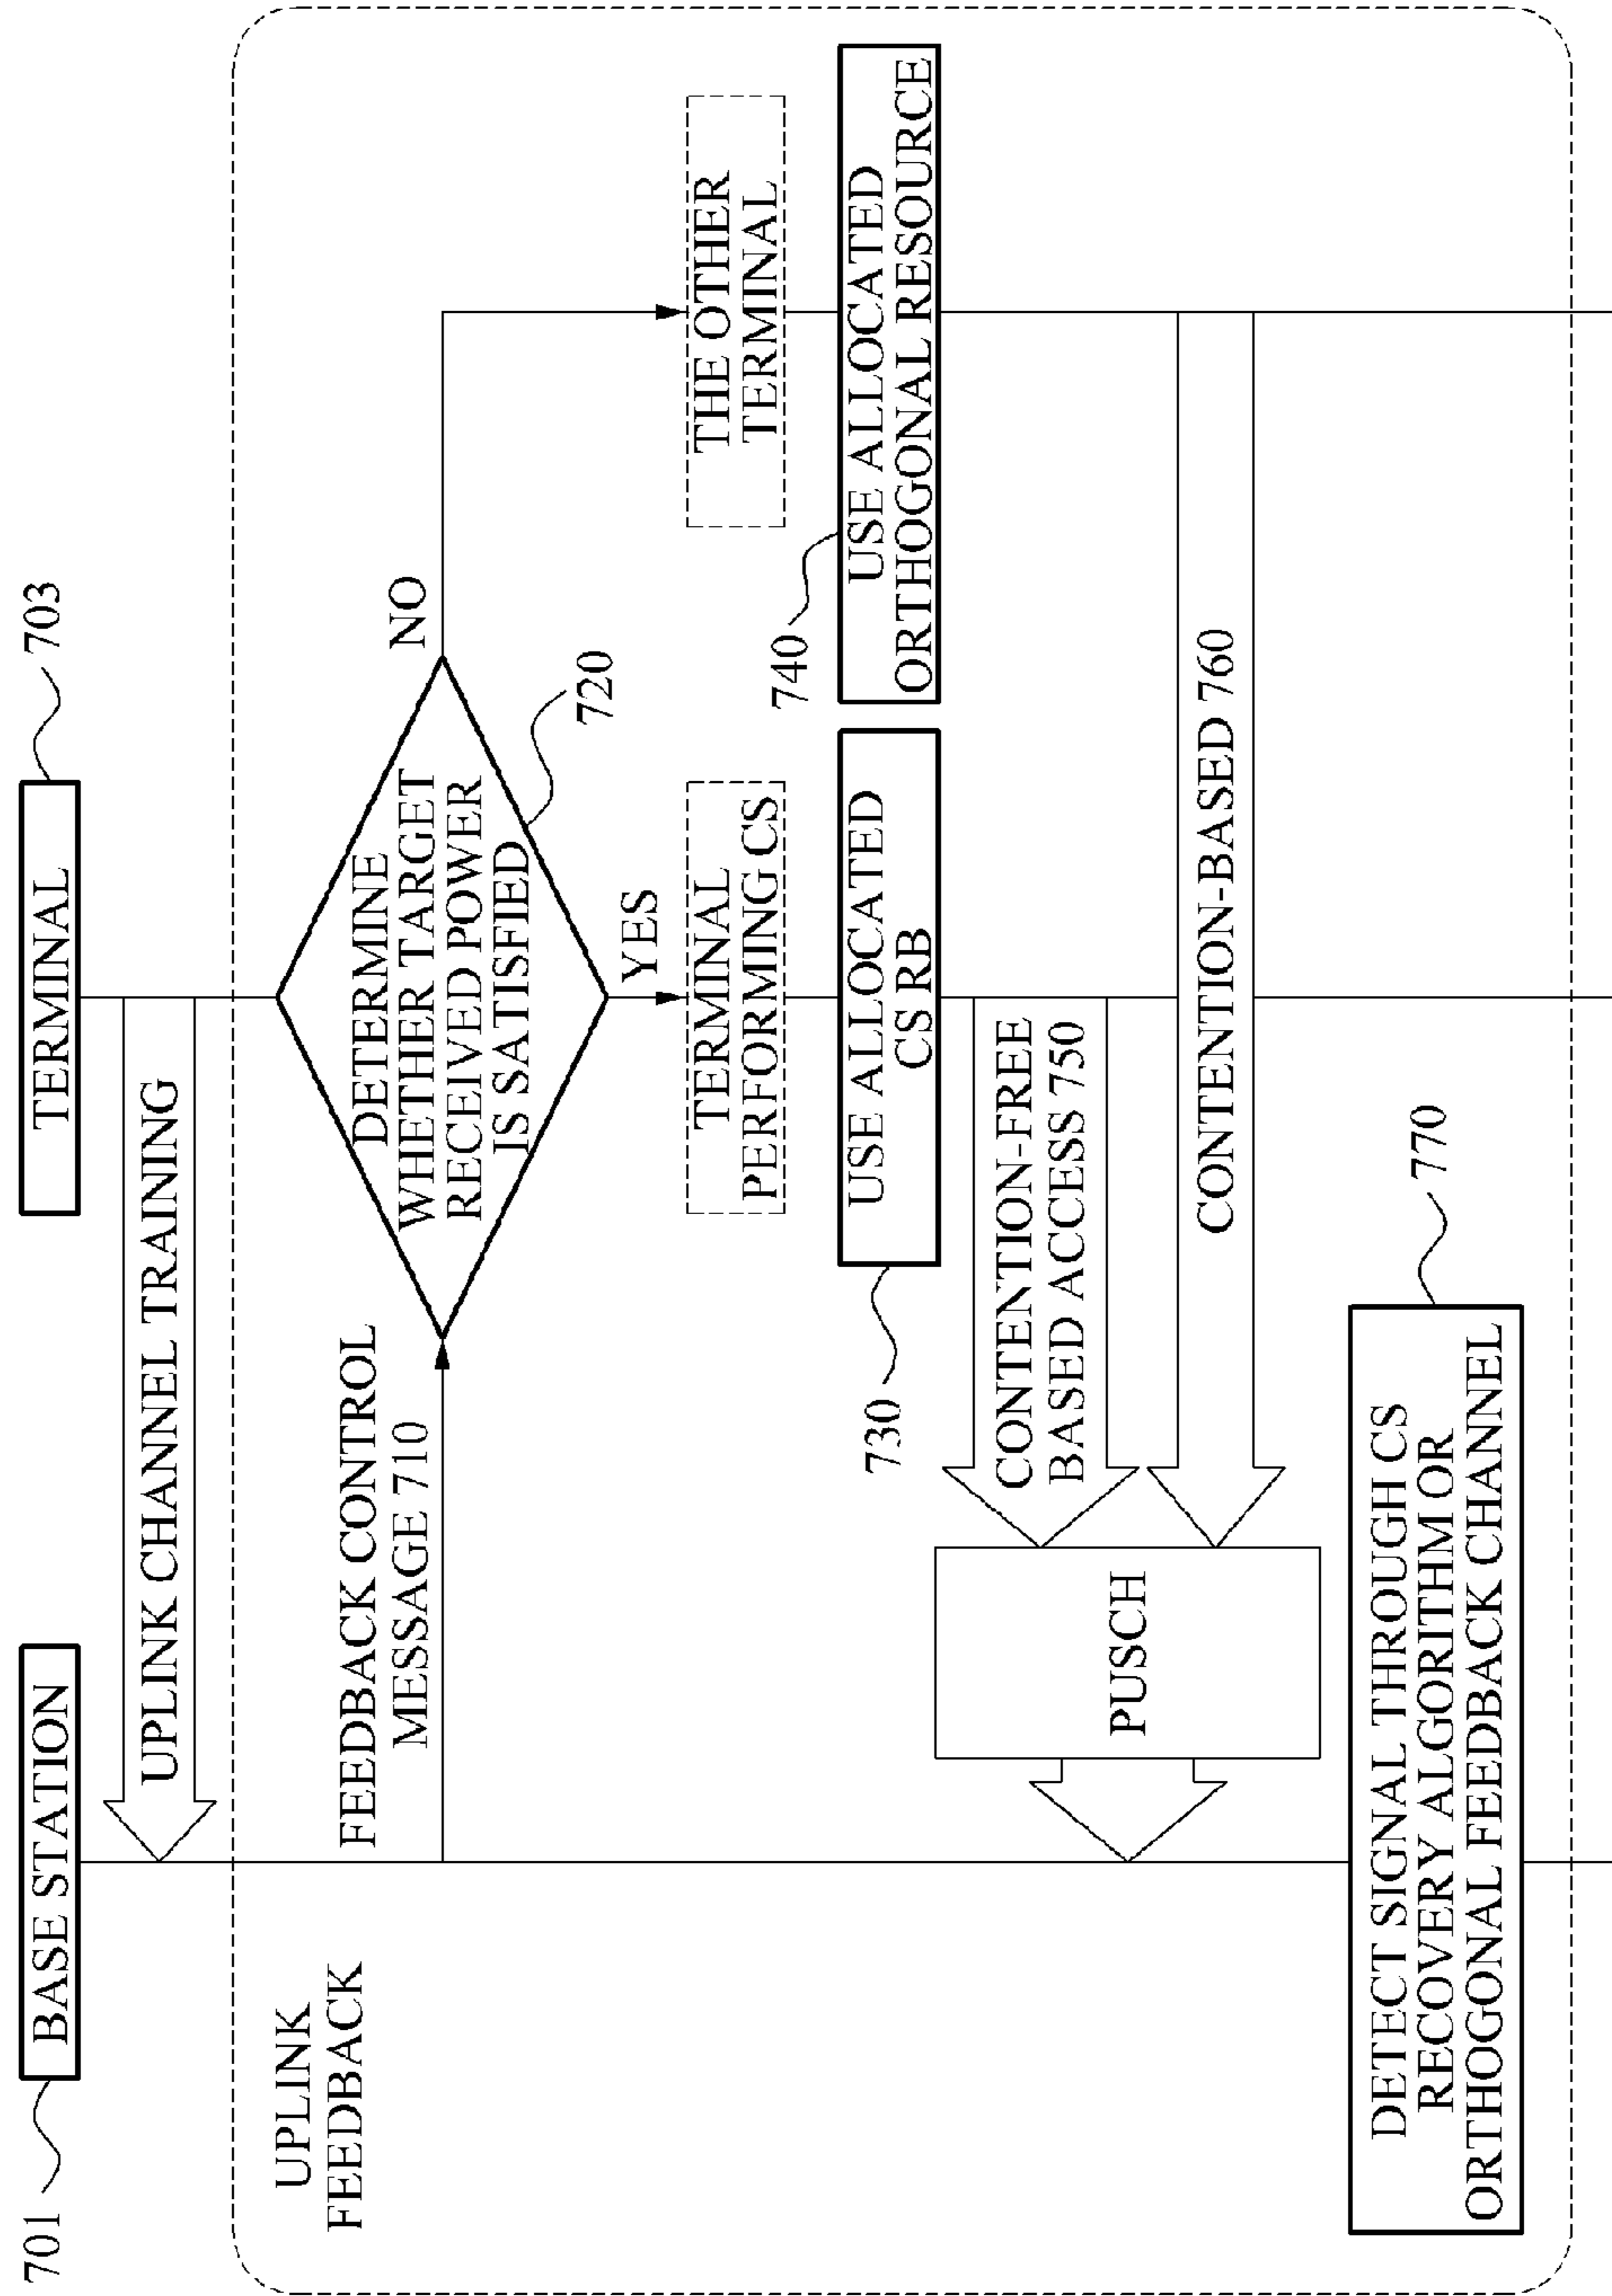 701
BASE STATION
TERMINAL
703
UPLINK CHANNEL TRAINING
UPLINK
FEEDBACK
FEEDBACK CONTROL
MESSAGE 710
DETERMINE
WHETHER TARGET
RECEIVED POWER
IS SATISFIED
NO
720
YES
TERMINAL
PERFORMING CS
THE OTHER
TERMINAL
730
USE ALLOCATED
CS RB
740
USE ALLOCATED
ORTHOGONAL RESOURCE
CONTENTION-FREE
BASED ACCESS 750
PUSCH
CONTENTION-BASED 760
DETECT SIGNAL THROUGH CS
RECOVERY ALGORITHM OR
ORTHOGONAL FEEDBACK CHANNEL
770